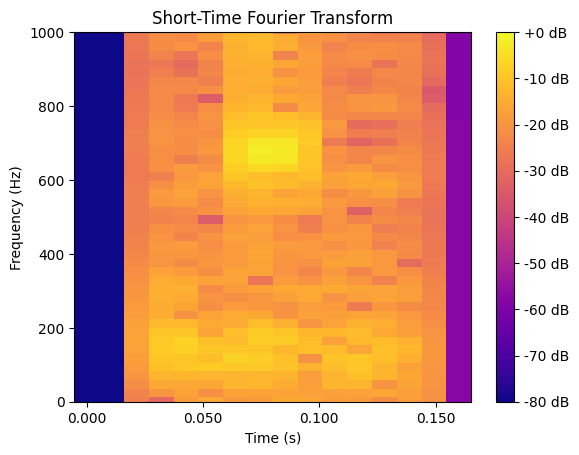 Short-Time Fourier Transform
1000
800
600
400
200
0
Frequency (Hz)
0.000
0.050
0.100
0.150
Time (s)
+0 dB
-10 dB
-20 dB
-30 dB
-40 dB
-50 dB
-60 dB
-70 dB
-80 dB